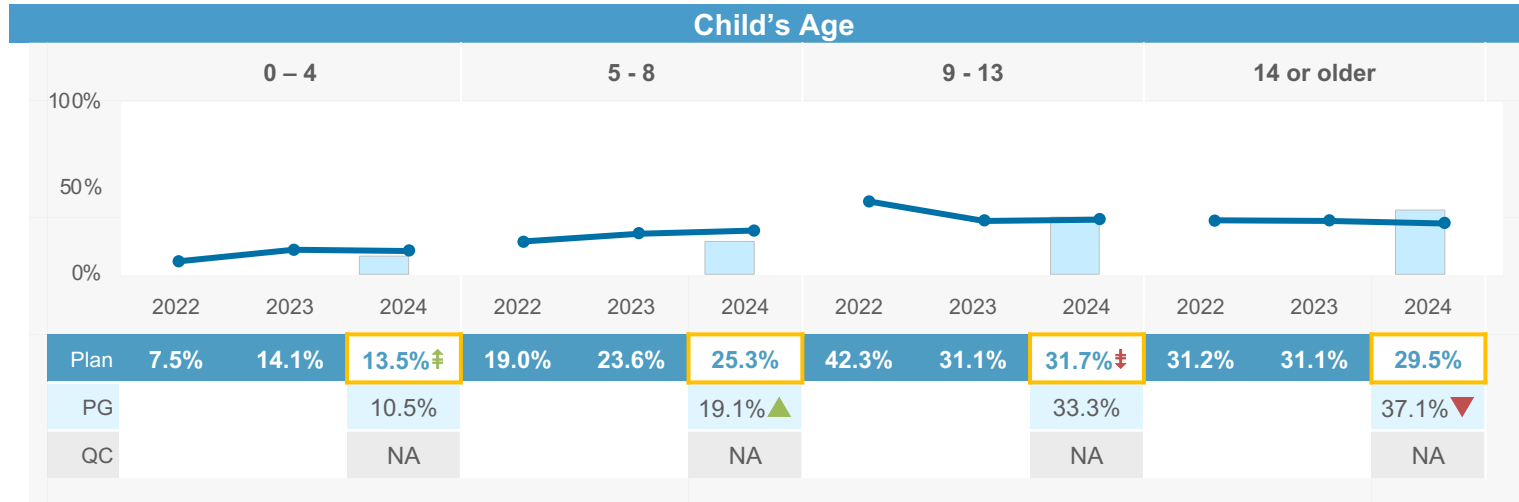 Child's Age
0 – 4 5 - 8 9 - 13 14 or older
100%
50%
0%
2022 2023 2024 2022 2023 2024 2022 2023 2024 2022 2023 2024
Plan 7.5% 14.1% 13.5% 19.0% 23.6% 25.3% 42.3% 31.1% 31.7% 31.2% 31.1% 29.5%
PG 10.5% 19.1% 33.3% 37.1%
QC NA NA NA NA